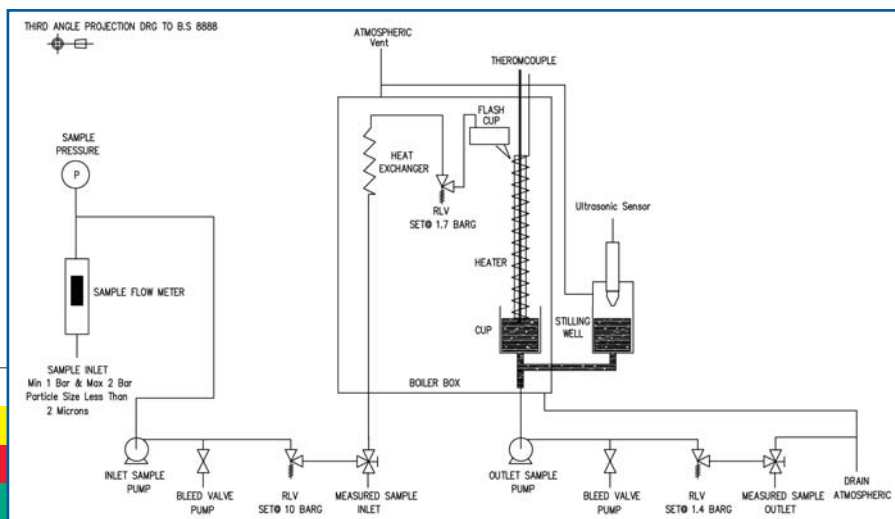 THIRD ANGLE PROJECTION DRG TO B.S 8888
ATMOSPHERIC
Vent
THEROMCOUPLE
FLASH
CUP
SAMPLE
PRESSURE
P
HEAT
EXCHANGER
RLV
SET@ 1.7 BARG
Ultrasonic Sensor
HEATER
SAMPLE FLOW METER
CUP
STILLING
WELL
SAMPLE INLET
Min 1 Bar & Max 2 Bar
Particle Size Less Than
2 Microns
BOILER BOX
INLET SAMPLE
PUMP
BLEED VALVE
PUMP
RLV
SET@ 10 BARG
MEASURED SAMPLE
INLET
OUTLET SAMPLE
PUMP
BLEED VALVE
PUMP
RLV
SET@ 1.4 BARG
MEASURED SAMPLE
OUTLET
DRAIN
ATMOSPHERIC